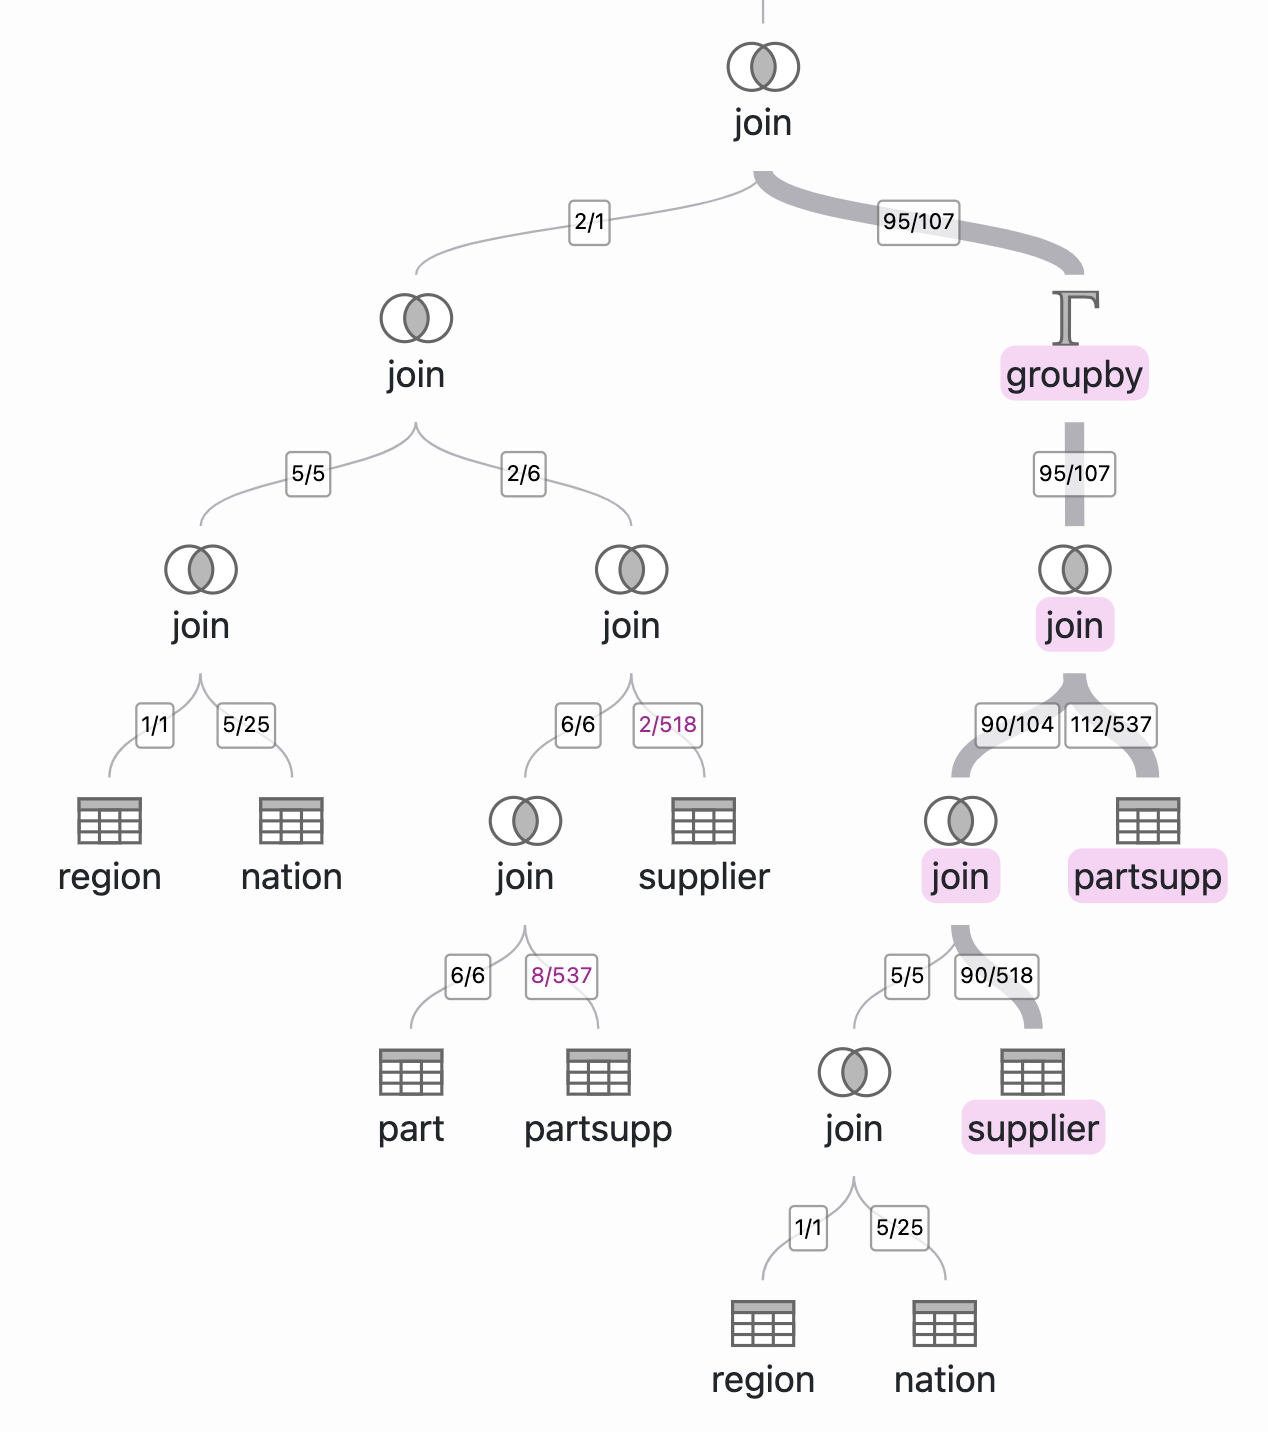 join
2/1
95/107
join
Γ
groupby
5/5
2/6
95/107
join
join
join
1/1
5/25
6/6
2/518
90/104
112/537
region
nation
join
supplier
join
partsupp
6/6
8/537
5/5
90/518
part
partsupp
join
supplier
1/1
5/25
region
nation